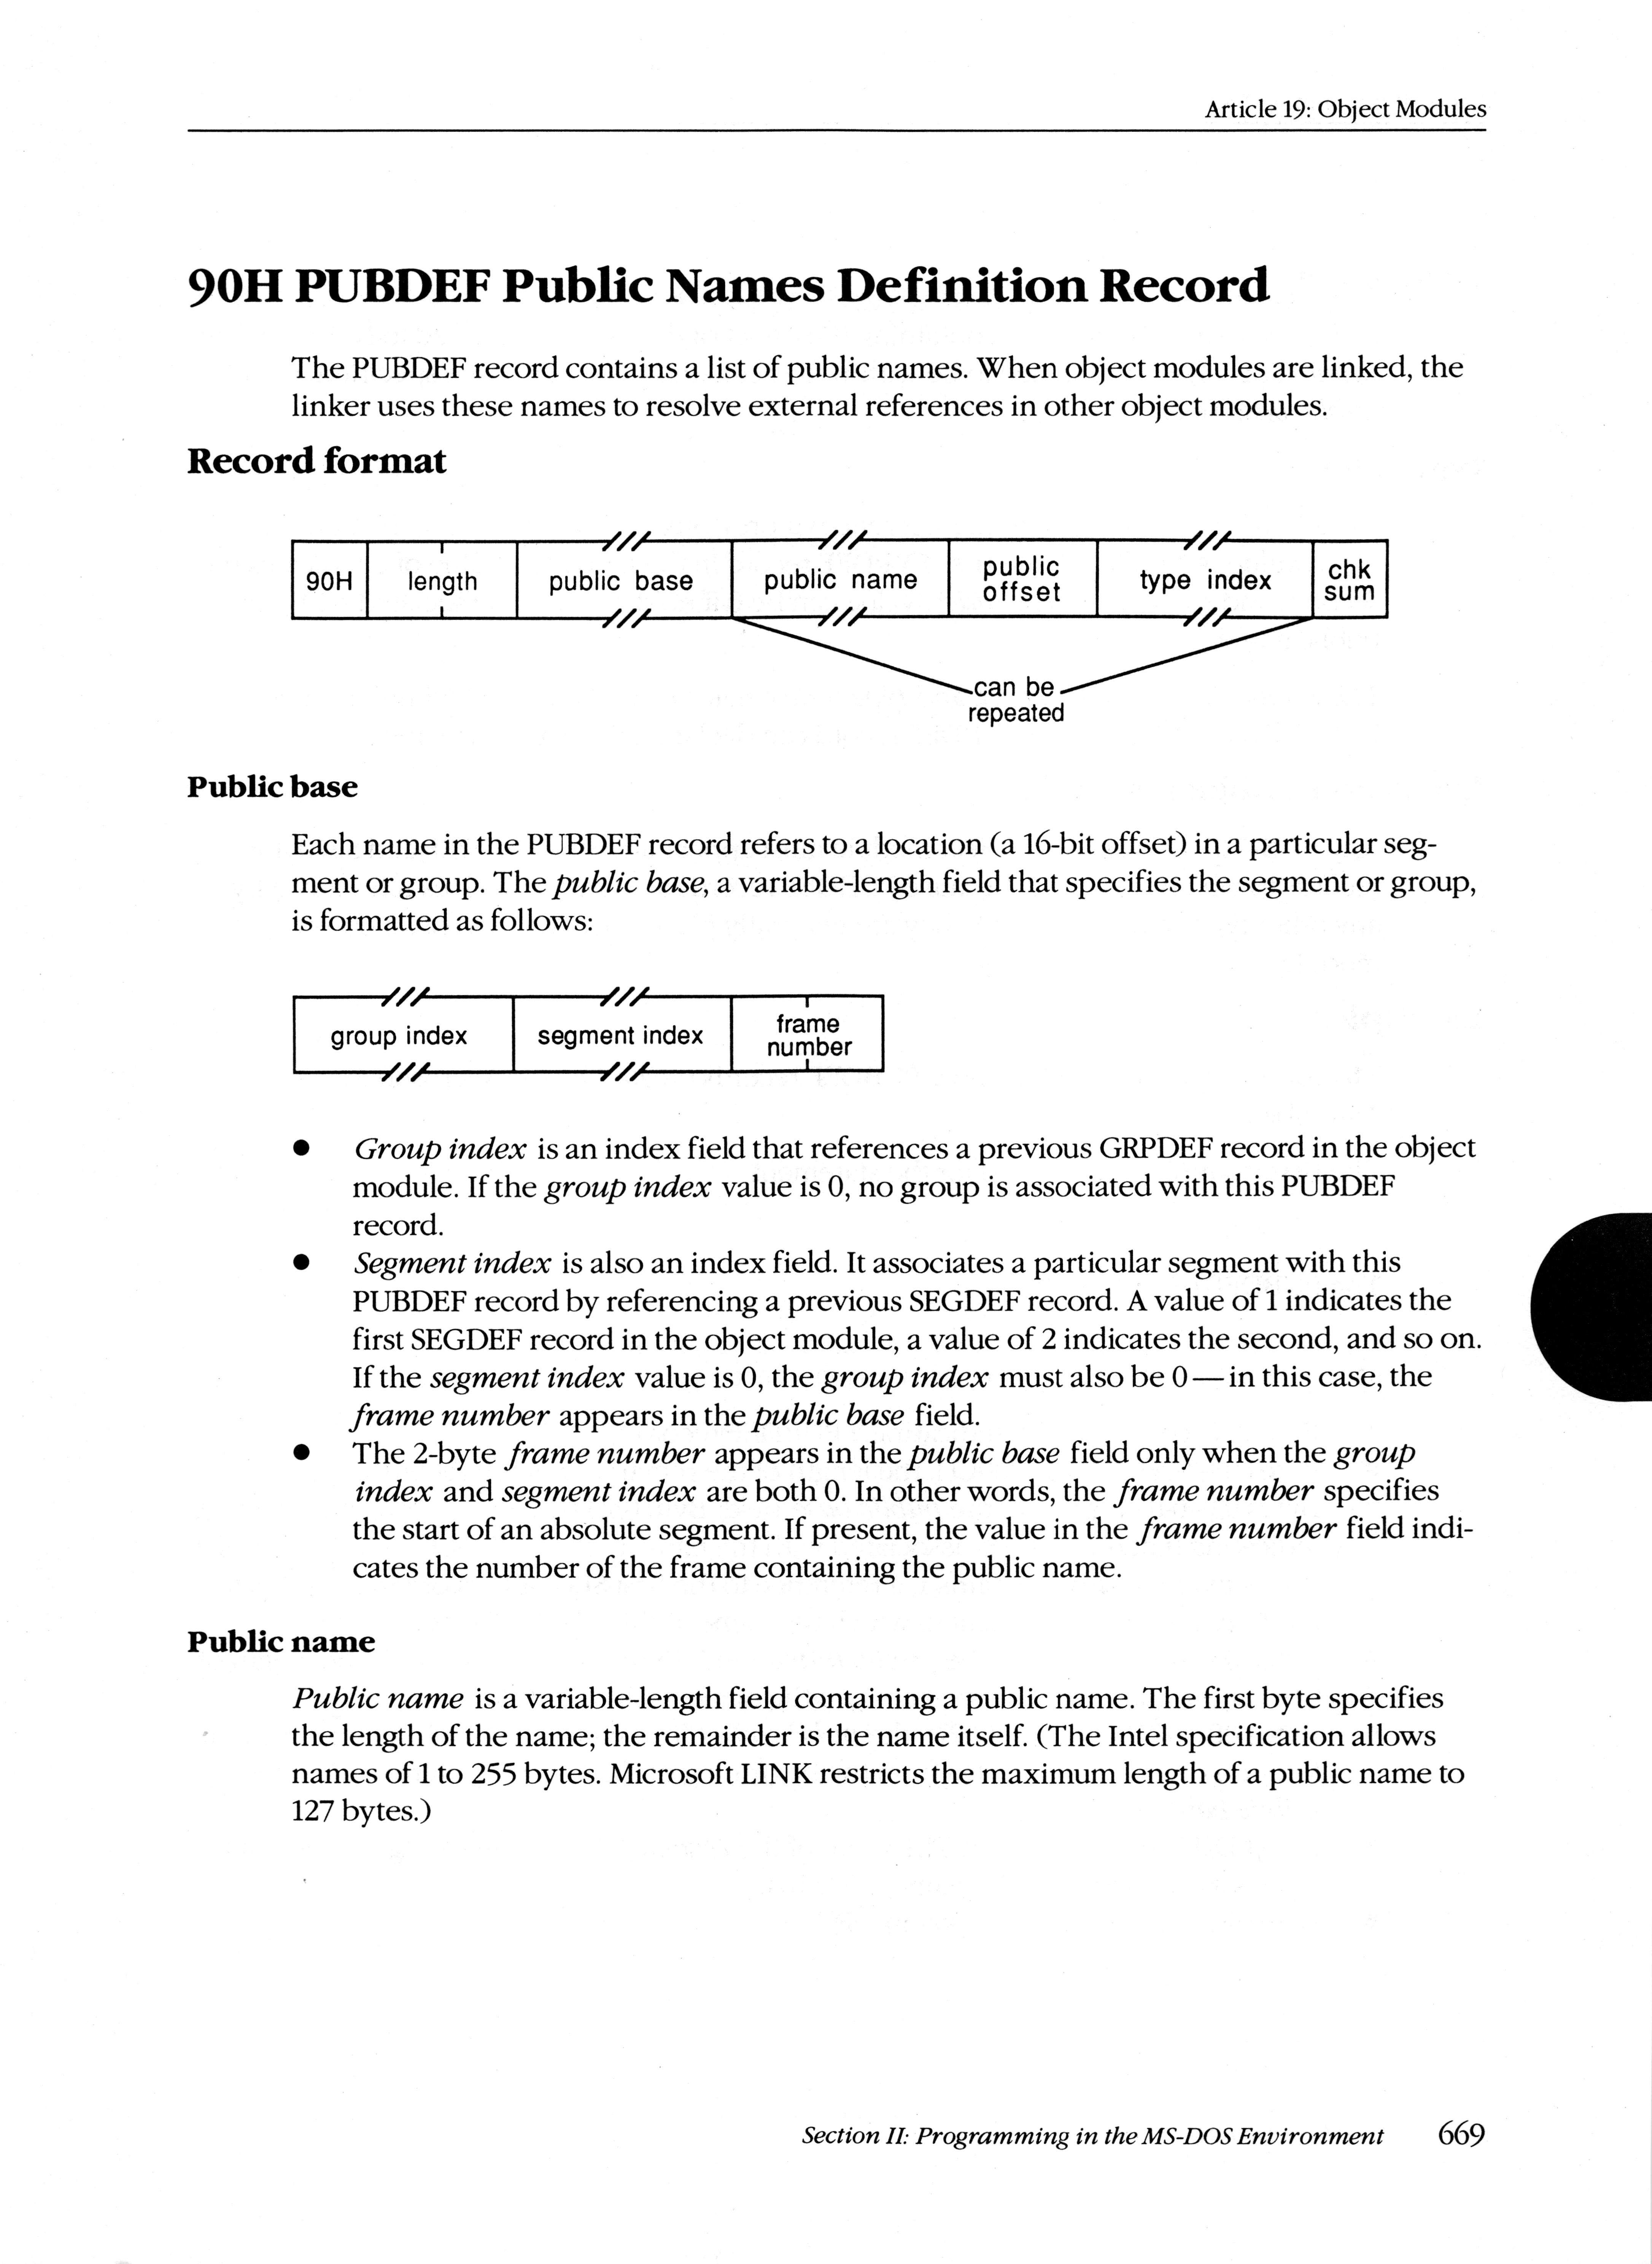 Article 19: Object Modules
90H PUBDEF Public Names Definition Record
The PUBDEF record contains a list of public names. When object modules are linked, the
linker uses these names to resolve external references in other object modules.
Record format
90H length public base public name public offset type index chk sum
can be
repeated
Public base
Each name in the PUBDEF record refers to a location (a 16-bit offset) in a particular seg-
ment or group. The public base, a variable-length field that specifies the segment or group,
is formatted as follows:
group index segment index frame number
● Group index is an index field that references a previous GRPDEF record in the object
module. If the group index value is 0, no group is associated with this PUBDEF
record.
● Segment index is also an index field. It associates a particular segment with this
PUBDEF record by referencing a previous SEGDEF record. A value of 1 indicates the
first SEGDEF record in the object module, a value of 2 indicates the second, and so on.
If the segment index value is 0, the group index must also be 0—in this case, the
frame number appears in the public base field.
● The 2-byte frame number appears in the public base field only when the group
index and segment index are both 0. In other words, the frame number specifies
the start of an absolute segment. If present, the value in the frame number field indi-
cates the number of the frame containing the public name.
Public name
Public name is a variable-length field containing a public name. The first byte specifies
the length of the name; the remainder is the name itself. (The Intel specification allows
names of 1 to 255 bytes. Microsoft LINK restricts the maximum length of a public name to
127 bytes.)
Section II: Programming in the MS-DOS Environment 669